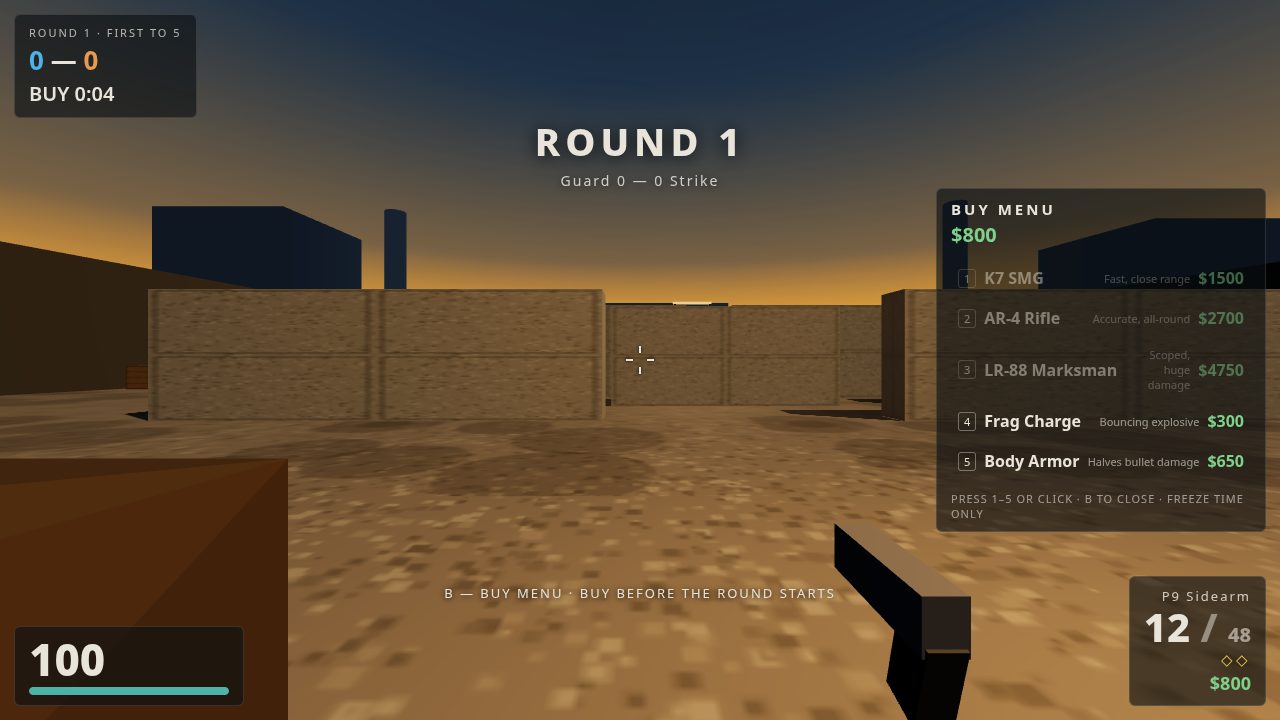 ROUND 1 · FIRST TO 5
0 — 0
BUY 0:04
ROUND 1
Guard 0 — 0 Strike
BUY MENU
$800
1 K7 SMG Fast, close range $1500
2 AR-4 Rifle Accurate, all-round $2700
3 LR-88 Marksman Scoped, huge damage $4750
4 Frag Charge Bouncing explosive $300
5 Body Armor Halves bullet damage $650
PRESS 1–5 OR CLICK · B TO CLOSE · FREEZE TIME
ONLY
B — BUY MENU · BUY BEFORE THE ROUND STARTS
100
P9 Sidearm
12 / 48
$800